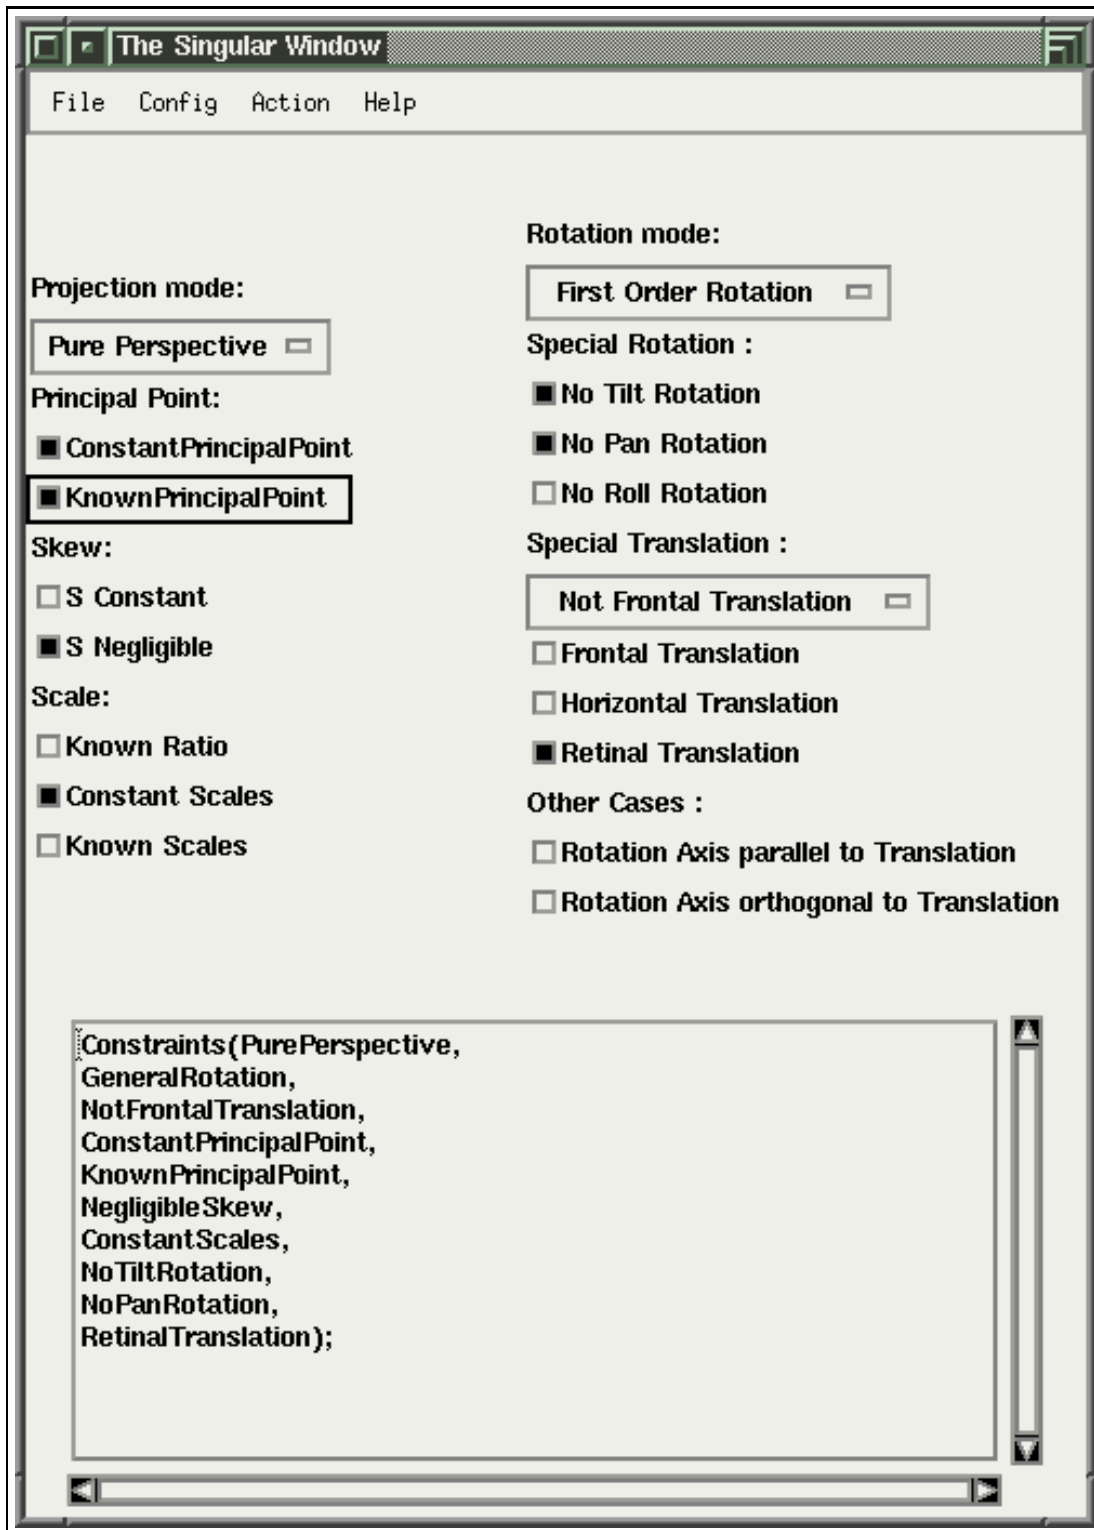 The Singular Window
File Config Action Help
Projection mode:
Pure Perspective
Principal Point:
ConstantPrincipalPoint
KnownPrincipalPoint
Skew:
S Constant
S Negligible
Scale:
Known Ratio
Constant Scales
Known Scales
Rotation mode:
First Order Rotation
Special Rotation :
No Tilt Rotation
No Pan Rotation
No Roll Rotation
Special Translation :
Not Frontal Translation
Frontal Translation
Horizontal Translation
Retinal Translation
Other Cases :
Rotation Axis parallel to Translation
Rotation Axis orthogonal to Translation
Constraints(PurePerspective,
GeneralRotation,
NotFrontalTranslation,
ConstantPrincipalPoint,
KnownPrincipalPoint,
NegligibleSkew,
ConstantScales,
NoTiltRotation,
NoPanRotation,
RetinalTranslation);